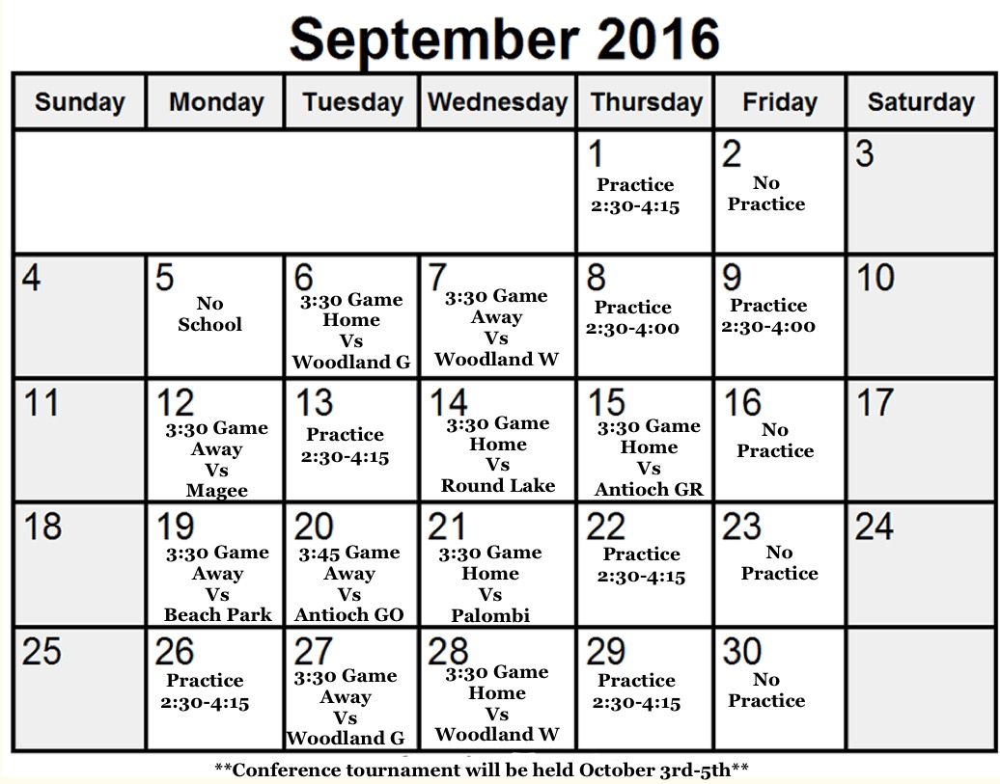 September 2016
Sunday Monday Tuesday Wednesday Thursday Friday Saturday
1
Practice
2:30-4:15
2
No
Practice
3
4
5
No
School
6
3:30 Game
Home
Vs
Woodland G
7
3:30 Game
Away
Vs
Woodland W
8
Practice
2:30-4:00
9
Practice
2:30-4:00
10
11
12
3:30 Game
Away
Vs
Magee
13
Practice
2:30-4:15
14
3:30 Game
Home
Vs
Round Lake
15
3:30 Game
Home
Vs
Antioch GR
16
No
Practice
17
18
19
3:30 Game
Away
Vs
Beach Park
20
3:45 Game
Away
Vs
Antioch GO
21
3:30 Game
Home
Vs
Palombi
22
Practice
2:30-4:15
23
No
Practice
24
25
26
Practice
2:30-4:15
27
3:30 Game
Away
Vs
Woodland G
28
3:30 Game
Home
Vs
Woodland W
29
Practice
2:30-4:15
30
No
Practice
**Conference tournament will be held October 3rd-5th**